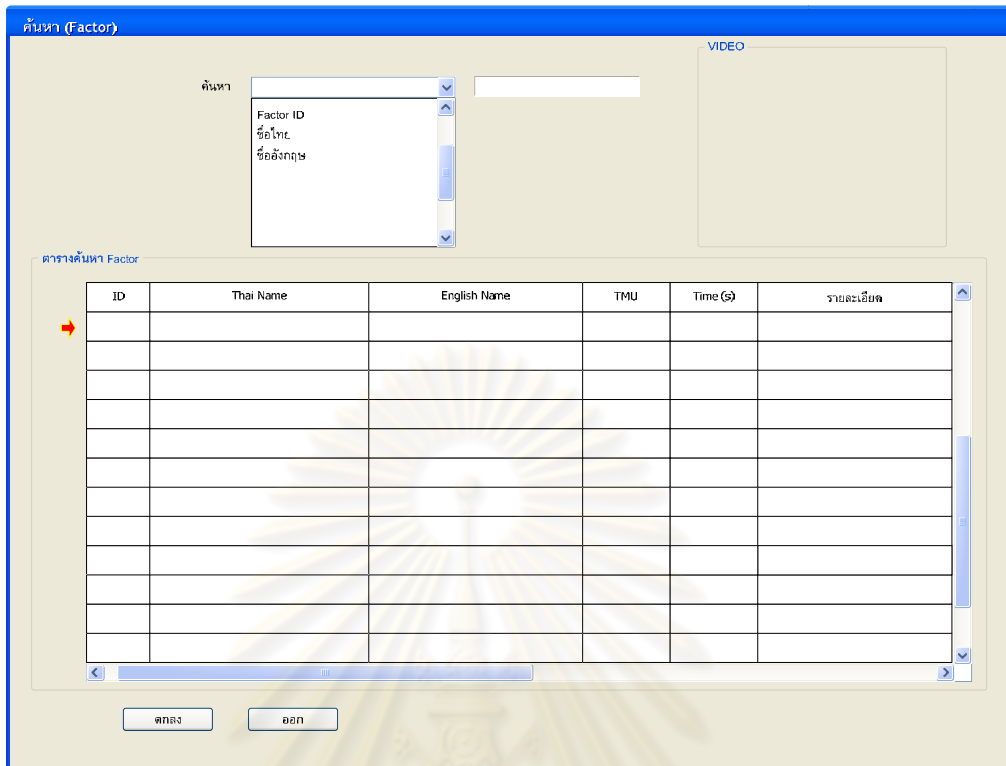 ค้นหา (Factor)
VIDEO
ค้นหา
Factor ID
ชื่อไทย
ชื่ออังกฤษ
ตารางค้นหา Factor
ID Thai Name English Name TMU Time (s) รายละเอียด
ตกลง ออก